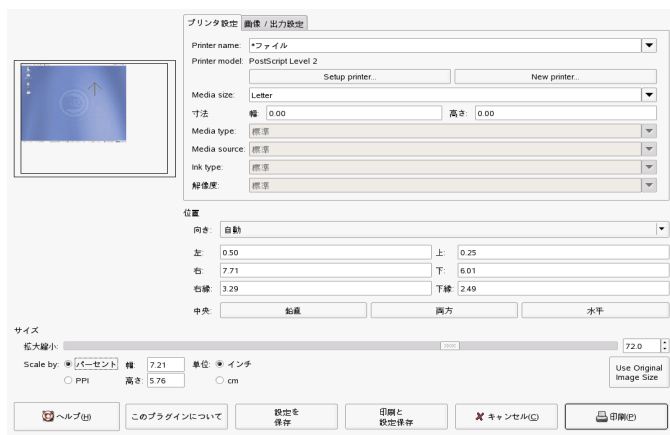 プリンタ設定 画像 / 出力設定
Printer name: *ファイル
Printer model: PostScript Level 2
Setup printer... New printer...
Media size: Letter
寸法 幅: 0.00 高さ: 0.00
Media type: 標準
Media source: 標準
Ink type: 標準
解像度: 標準
位置
向き: 自動
左: 0.50 上: 0.25
右: 7.71 下: 6.01
右縁: 3.29 下縁: 2.49
中央: 鉛直 両方 水平
サイズ
拡大縮小: 72.0
Scale by: パーセント 幅: 7.21 単位: インチ
PPI 高さ: 5.76 cm
Use Original
Image Size
ヘルプ(H) このプラグインについて 設定を
保存 印刷と
設定保存 キャンセル(C) 印刷(P)